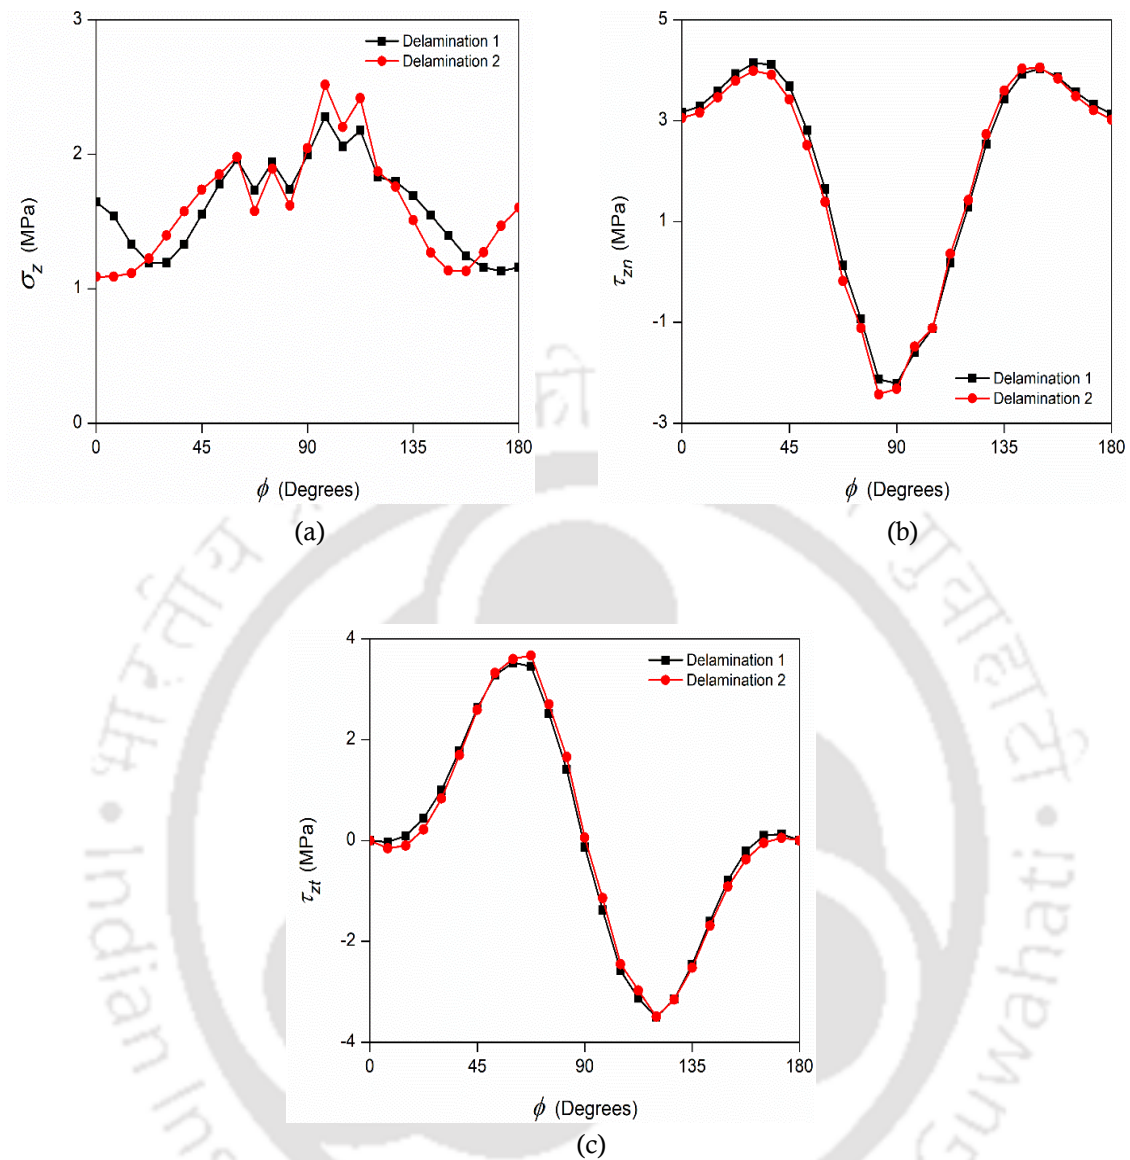 3
2
1
0
σz (MPa)
Delamination 1
Delamination 2
0 45 90 135 180
ϕ (Degrees)
(a)
5
3
1
-1
-3
τzn (MPa)
Delamination 1
Delamination 2
0 45 90 135 180
ϕ (Degrees)
(b)
4
2
0
-2
-4
τzt (MPa)
Delamination 1
Delamination 2
0 45 90 135 180
ϕ (Degrees)
(c)
Indian Ins
Guwahati
गुवाहाटी